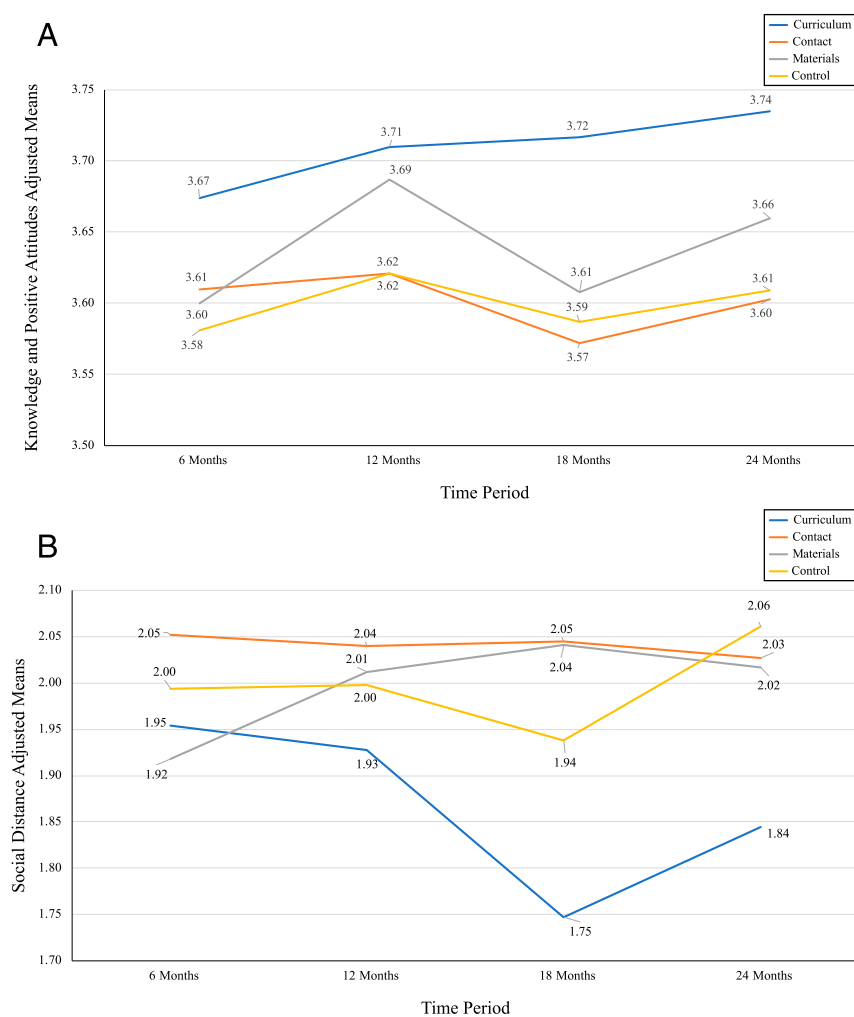 A
Curriculum
Contact
Materials
Control
Knowledge and Positive Attitudes Adjusted Means
3.75
3.70
3.65
3.60
3.55
3.50
3.67
3.71
3.72
3.74
3.69
3.61
3.66
3.61
3.60
3.58
3.62
3.62
3.59
3.57
3.61
3.60
6 Months
12 Months
18 Months
24 Months
Time Period
B
Curriculum
Contact
Materials
Control
Social Distance Adjusted Means
2.10
2.05
2.00
1.95
1.90
1.85
1.80
1.75
1.70
2.05
2.04
2.05
2.06
2.03
2.00
2.01
2.00
2.04
2.02
1.95
1.92
1.93
1.94
1.75
1.84
6 Months
12 Months
18 Months
24 Months
Time Period